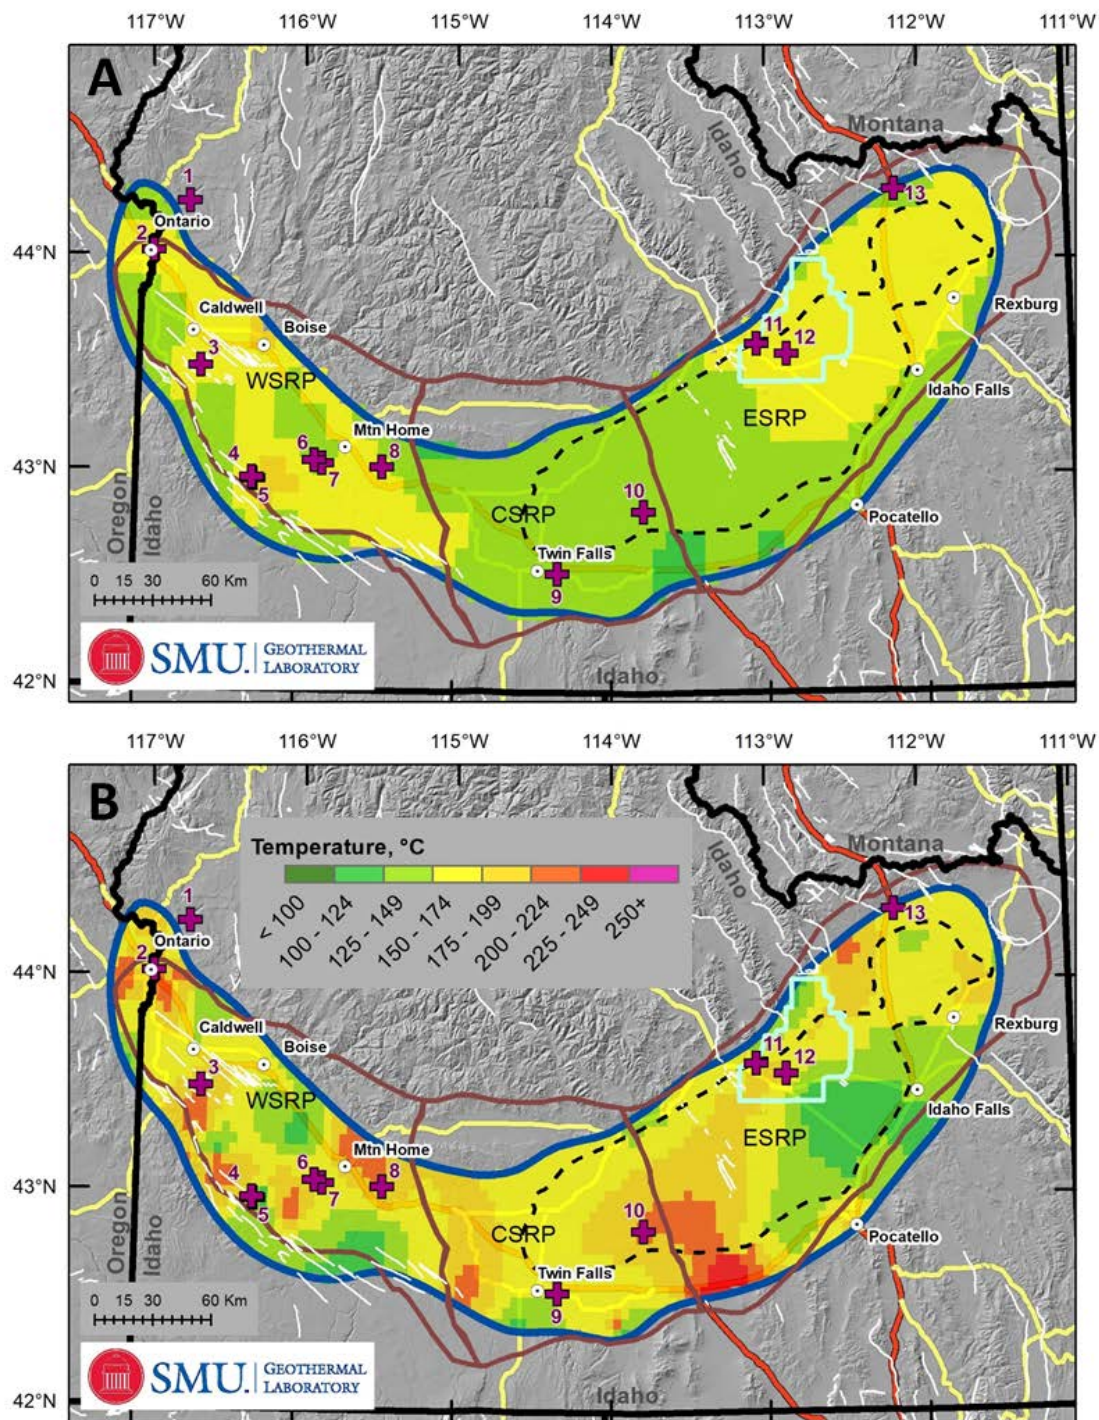 117°W 116°W 115°W 114°W 113°W 112°W 111°W
A
Montana
Idaho
1
13
Ontario
2
44°N
Caldwell
Rexburg
Boise
11
12
3
WSRP
Idaho Falls
ESRP
Mtn Home
4
6
8
43°N
7
5
10
CSRP
Pocatello
Oregon
Idaho
Twin Falls
0 15 30 60 Km
9
SMU. GEOTHERMAL
LABORATORY
Idaho
42°N
117°W 116°W 115°W 114°W 113°W 112°W 111°W
B
Temperature, °C
< 100
100 - 124
125 - 149
150 - 174
175 - 199
200 - 224
225 - 249
250+
Montana
Idaho
1
13
Ontario
2
44°N
Caldwell
Rexburg
Boise
11
12
3
WSRP
Idaho Falls
ESRP
Mtn Home
4
6
8
43°N
7
5
10
CSRP
Pocatello
Oregon
Idaho
Twin Falls
0 15 30 60 Km
9
SMU. GEOTHERMAL
LABORATORY
Idaho
42°N